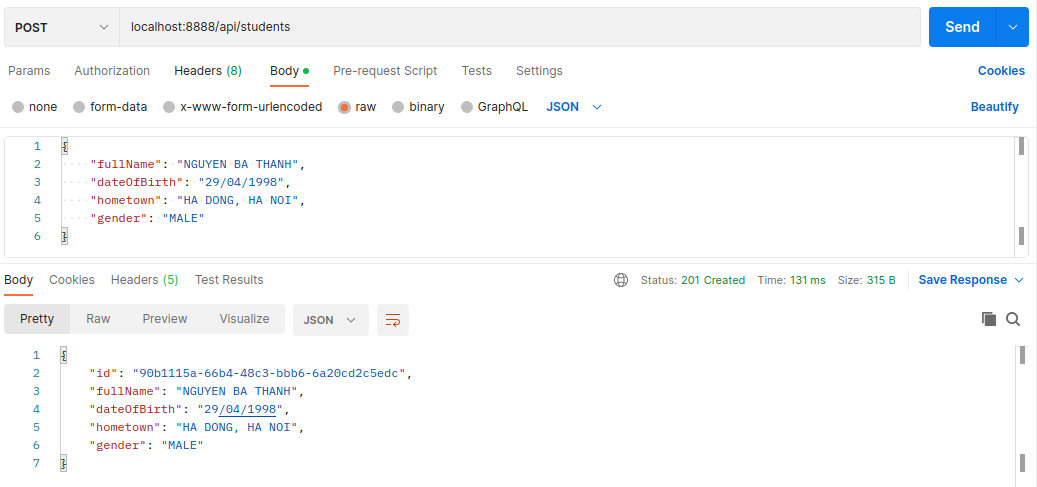 POST localhost:8888/api/students Send
Params Authorization Headers (8) Body Pre-request Script Tests Settings Cookies
none form-data x-www-form-urlencoded raw binary GraphQL JSON Beautify
1 {
2 "fullName": "NGUYEN BA THANH",
3 "dateOfBirth": "29/04/1998",
4 "hometown": "HA DONG, HA NOI",
5 "gender": "MALE"
6 }
Body Cookies Headers (5) Test Results Status: 201 Created Time: 131 ms Size: 315 B Save Response
Pretty Raw Preview Visualize JSON
1 {
2 "id": "90b1115a-66b4-48c3-bbb6-6a20cd2c5edc",
3 "fullName": "NGUYEN BA THANH",
4 "dateOfBirth": "29/04/1998",
5 "hometown": "HA DONG, HA NOI",
6 "gender": "MALE"
7 }